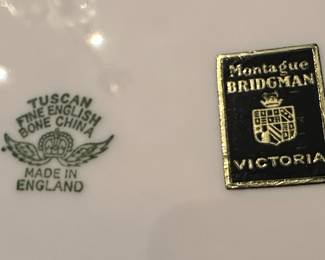 TUSCAN
FINE ENGLISH
BONE CHINA
MADE IN
ENGLAND
Montague
BRIDGMAN
VICTORIA